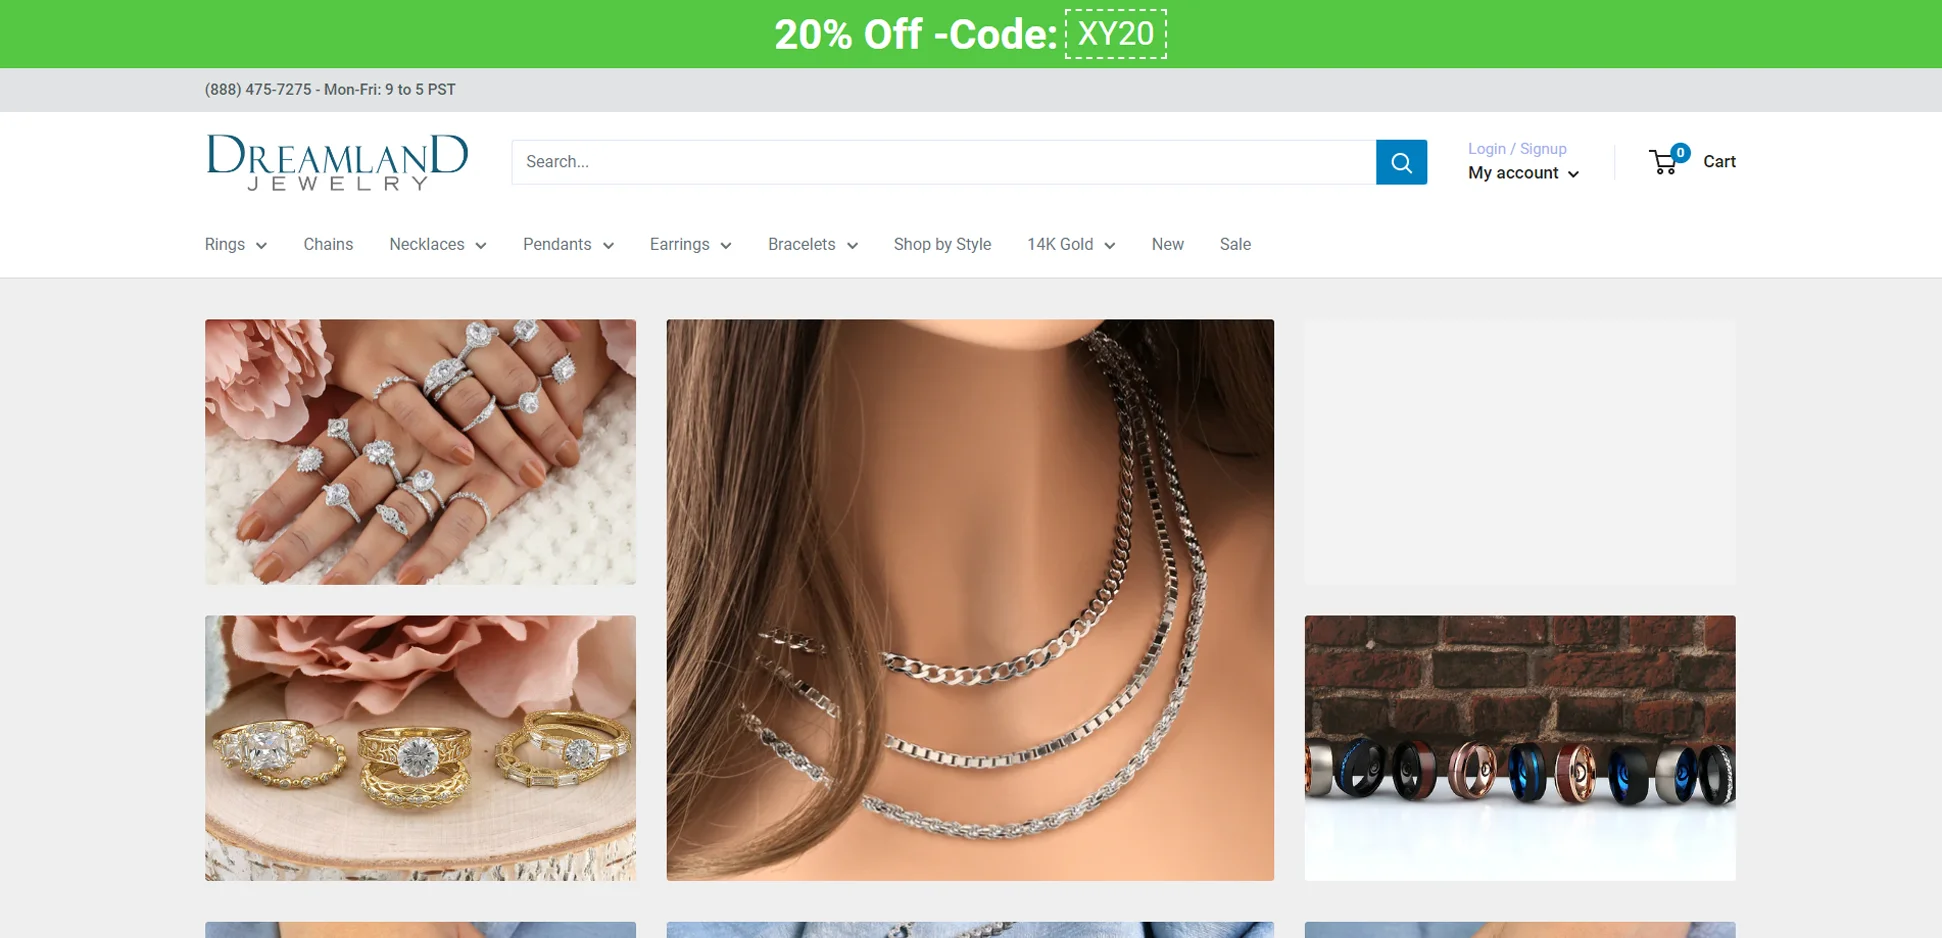 20% Off -Code: XY20
(888) 475-7275 - Mon-Fri: 9 to 5 PST
DREAMLAND
JEWELRY
Search...
Login / Signup
My account
0
Cart
Rings
Chains
Necklaces
Pendants
Earrings
Bracelets
Shop by Style
14K Gold
New
Sale